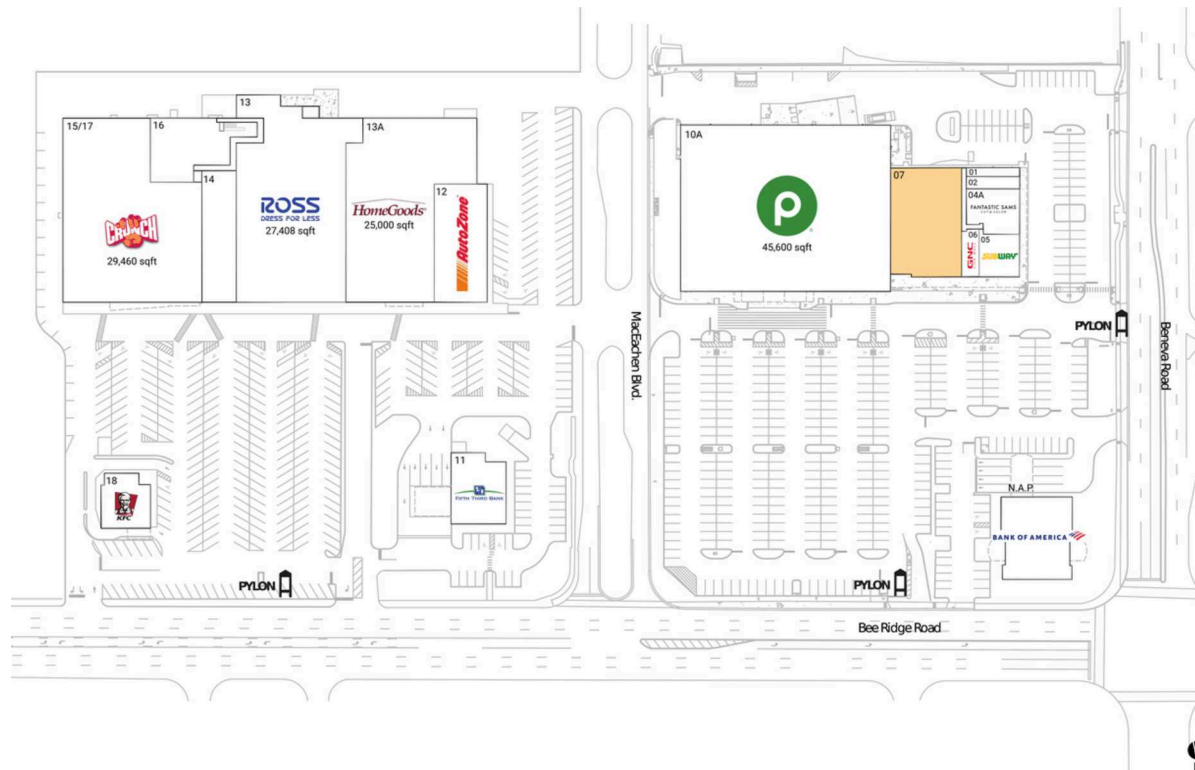 13
15/17
16
13A
14
12
CRUNCH
29,460 sqft
ROSS
DRESS FOR LESS
27,408 sqft
HomeGoods
25,000 sqft
AutoZone
10A
p
45,600 sqft
07
01
02
04A
FANTASTIC SAMS
CUT & COLOR
06
GNC
05
SUBWAY
MacEachen Blvd.
PYLON
Beneva Road
18
KFC
11
FIFTH THIRD BANK
N.A.P.
BANK OF AMERICA
PYLON
PYLON
Bee Ridge Road